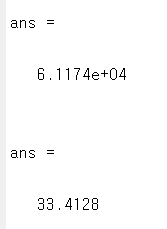 ans =
6.1174e+04
ans =
33.4128